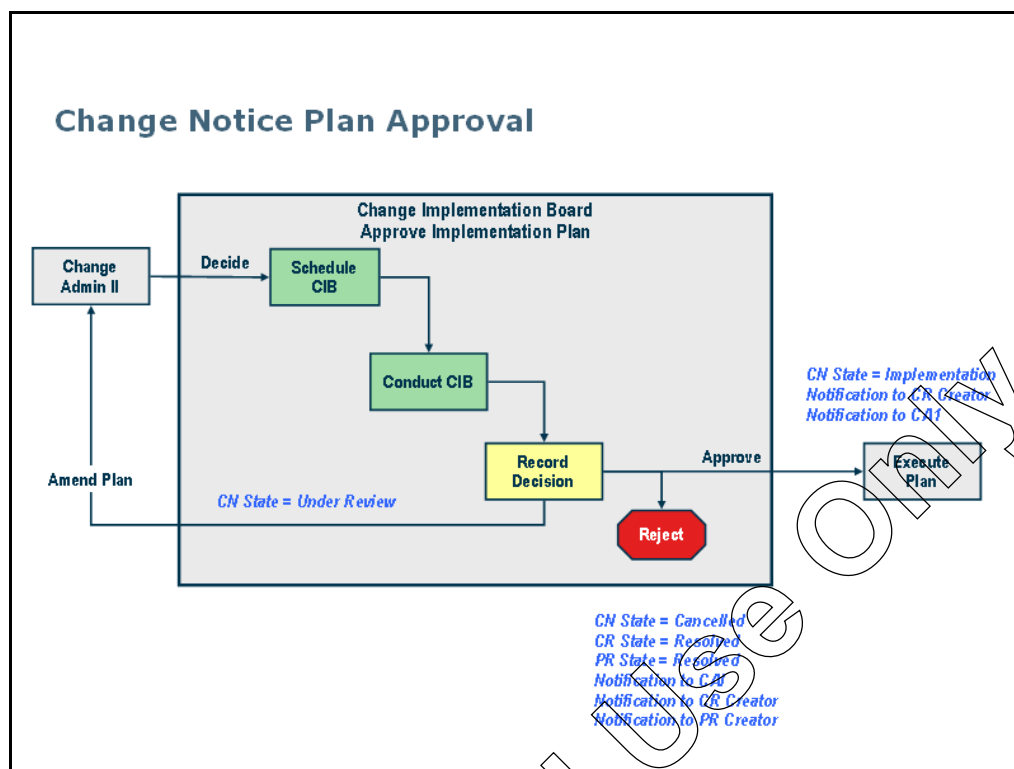 Change Notice Plan Approval
Change Implementation Board
Approve Implementation Plan
Change
Admin II
Decide
Schedule
CIB
Conduct CIB
CN State = Implementation
Notification to CR Creator
Notification to CA1
Record
Decision
Approve
Execute
Plan
Amend Plan
CN State = Under Review
Reject
CN State = Cancelled
CR State = Resolved
PR State = Resolved
Notification to CA1
Notification to CR Creator
Notification to PR Creator
Use Only